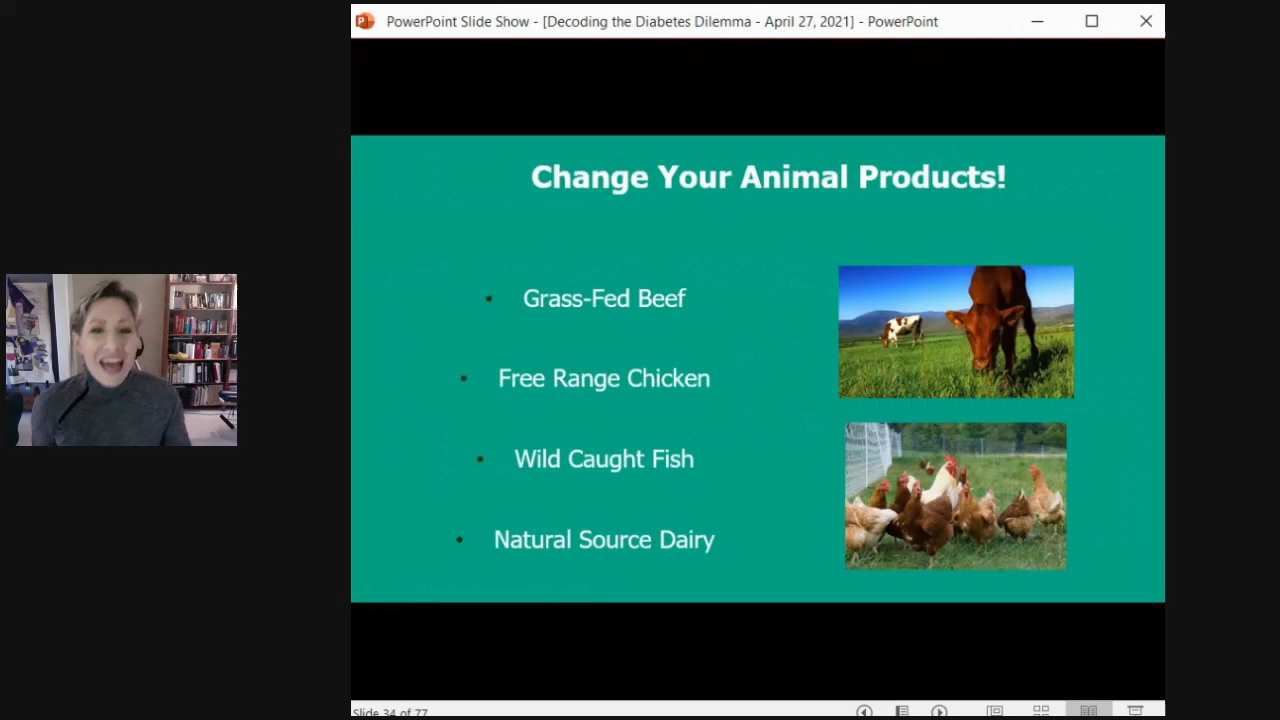 PowerPoint Slide Show - [Decoding the Diabetes Dilemma - April 27, 2021] - PowerPoint
Change Your Animal Products!
• Grass-Fed Beef
• Free Range Chicken
• Wild Caught Fish
• Natural Source Dairy
Slide 34 of 77